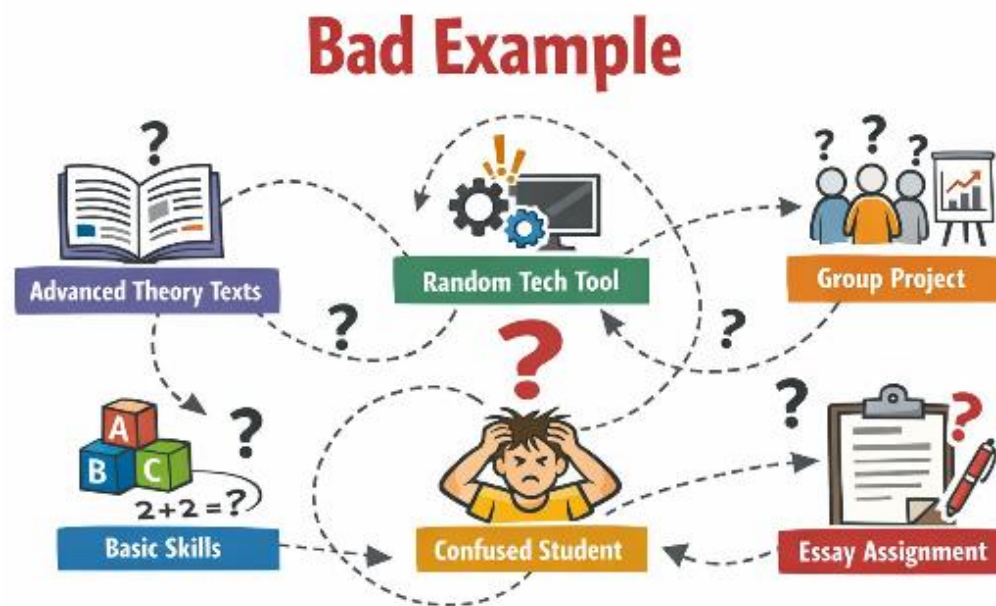 Bad Example
?
? ? ?
Advanced Theory Texts
Random Tech Tool
Group Project
?
?
?
?
?
?
A
B C
2+2=?
Basic Skills
Confused Student
Essay Assignment